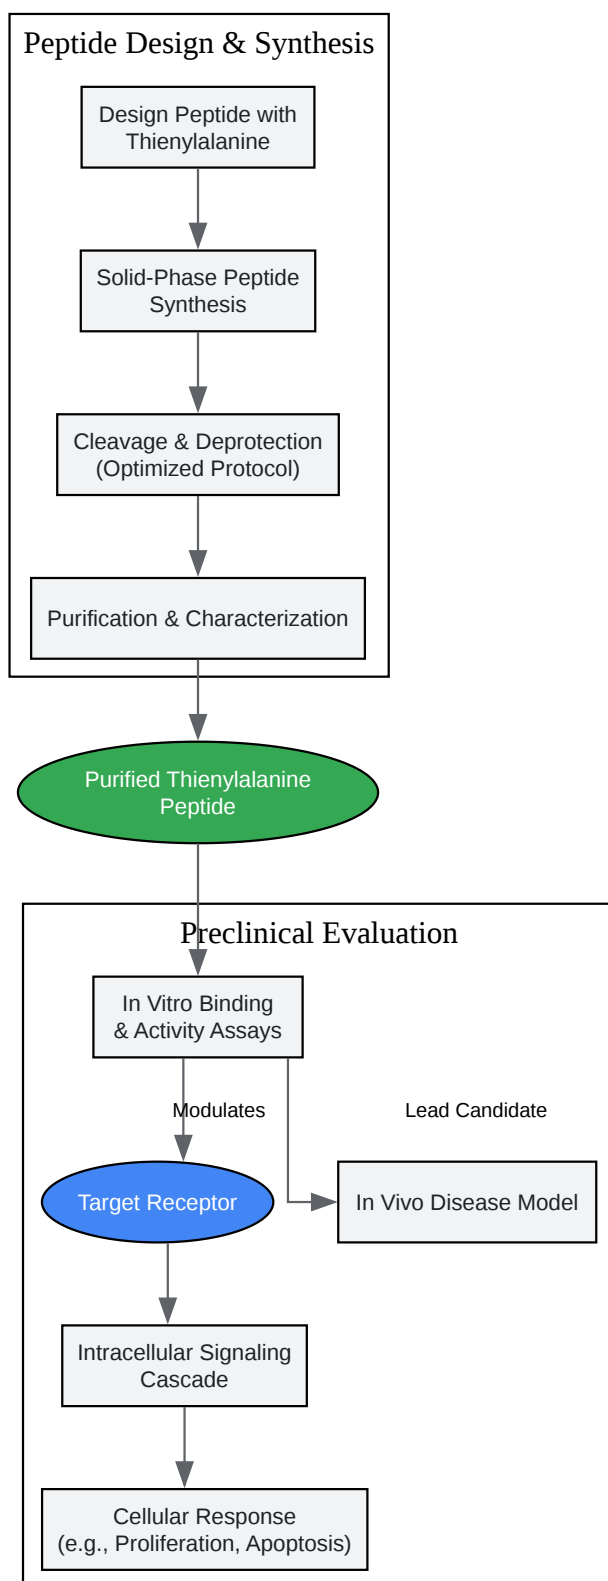 Peptide Design & Synthesis
Design Peptide with
Thienylalanine
Solid-Phase Peptide
Synthesis
Cleavage & Deprotection
(Optimized Protocol)
Purification & Characterization
Purified Thienylalanine
Peptide
Preclinical Evaluation
In Vitro Binding
& Activity Assays
Modulates
Lead Candidate
Target Receptor
In Vivo Disease Model
Intracellular Signaling
Cascade
Cellular Response
(e.g., Proliferation, Apoptosis)